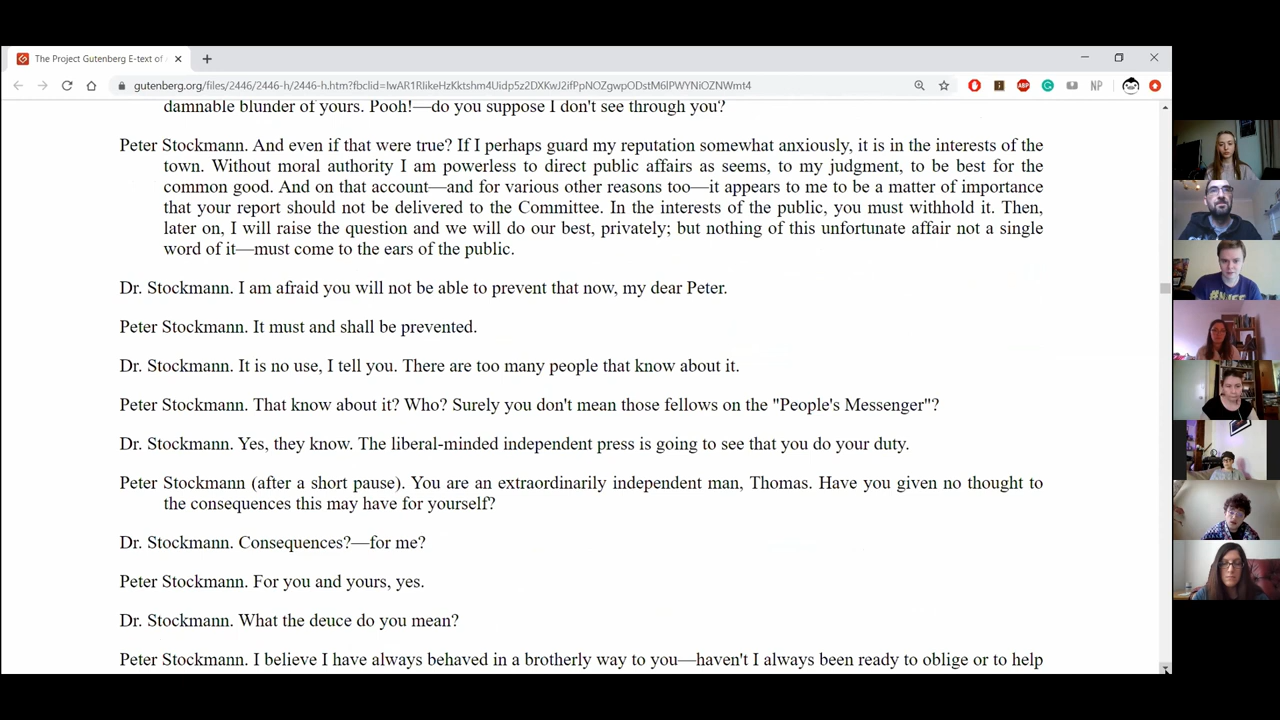 The Project Gutenberg E-text of
gutenberg.org/files/2446/2446-h/2446-h.htm?fbclid=IwAR1RIikeHzKktshm4Uidp5z2DXKwJ2ifPpNOZgwpODstM6lPWYNiOZNWmt4
ABP
NP
damnable blunder of yours. Pooh!—do you suppose I don't see through you?
Peter Stockmann. And even if that were true? If I perhaps guard my reputation somewhat anxiously, it is in the interests of the
town. Without moral authority I am powerless to direct public affairs as seems, to my judgment, to be best for the
common good. And on that account—and for various other reasons too—it appears to me to be a matter of importance
that your report should not be delivered to the Committee. In the interests of the public, you must withhold it. Then,
later on, I will raise the question and we will do our best, privately; but nothing of this unfortunate affair not a single
word of it—must come to the ears of the public.
Dr. Stockmann. I am afraid you will not be able to prevent that now, my dear Peter.
Peter Stockmann. It must and shall be prevented.
Dr. Stockmann. It is no use, I tell you. There are too many people that know about it.
Peter Stockmann. That know about it? Who? Surely you don't mean those fellows on the "People's Messenger"?
Dr. Stockmann. Yes, they know. The liberal-minded independent press is going to see that you do your duty.
Peter Stockmann (after a short pause). You are an extraordinarily independent man, Thomas. Have you given no thought to
the consequences this may have for yourself?
Dr. Stockmann. Consequences?—for me?
Peter Stockmann. For you and yours, yes.
Dr. Stockmann. What the deuce do you mean?
Peter Stockmann. I believe I have always behaved in a brotherly way to you—haven't I always been ready to oblige or to help